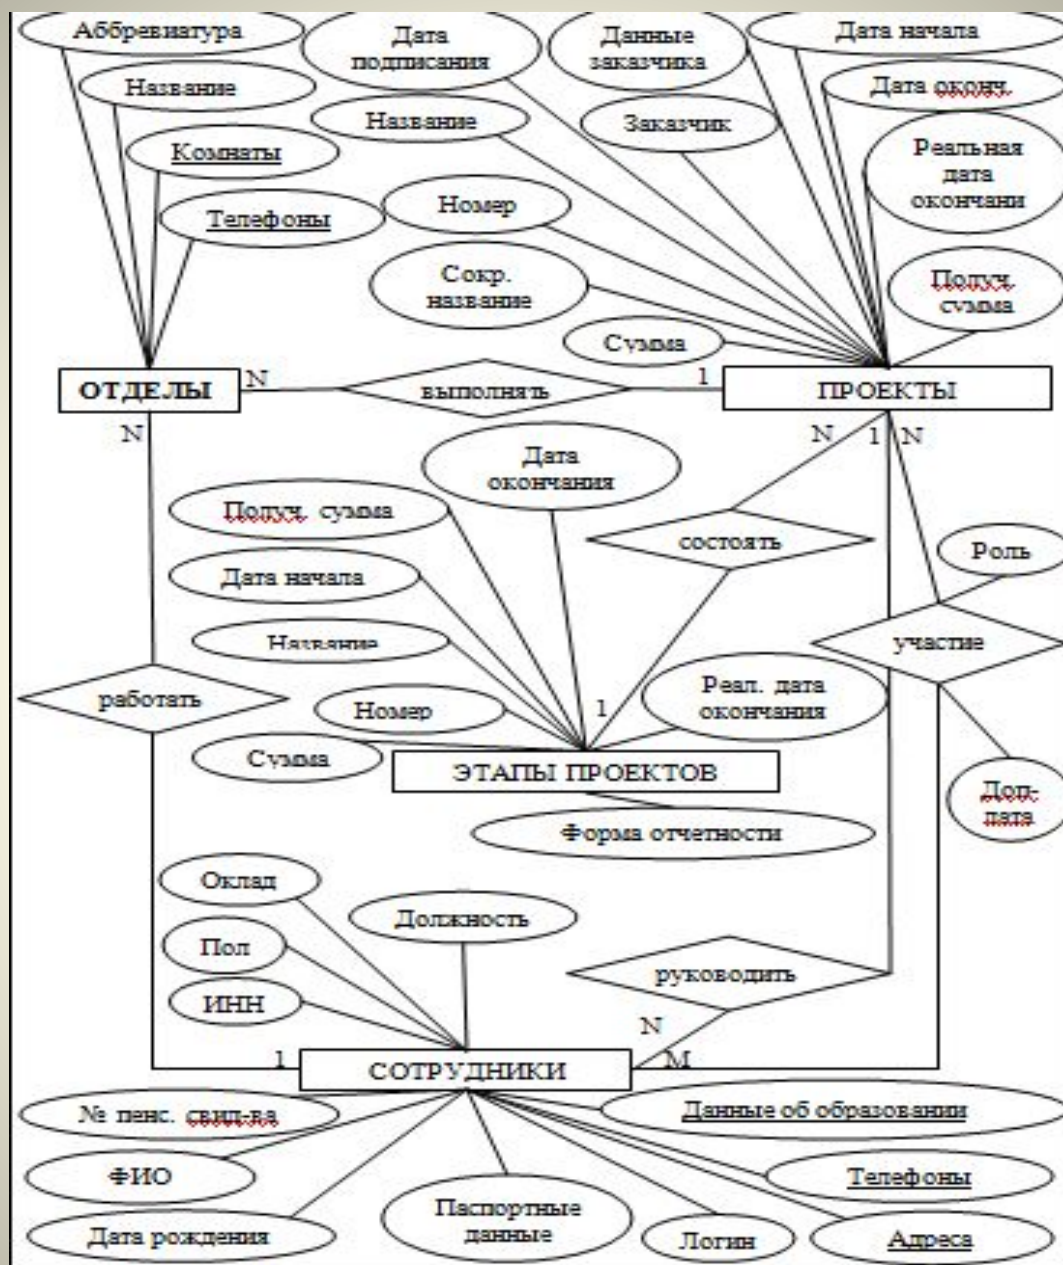 Аббревиатура
Дата
подписания
Данные
заказчика
Дата начала
Название
Дата оконч.
Название
Заказчик
Комнаты
Реальная
дата
окончани
Телефоны
Номер
Сокр.
название
Получ.
сумма
Сумма
ОТДЕЛЫ
N
выполнять
1
ПРОЕКТЫ
N
N
1
N
Дата
окончания
Получ. сумма
состоять
Роль
Дата начала
Название
участие
работать
Номер
1
Реал. дата
окончания
Сумма
ЭТАПЫ ПРОЕКТОВ
Доп-
лата
Форма отчетности
Оклад
Должность
Пол
руководить
ИНН
N
1
СОТРУДНИКИ
M
№ пенс. свид-ва
Данные об образовании
ФИО
Телефоны
Паспортные
данные
Дата рождения
Логин
Адреса